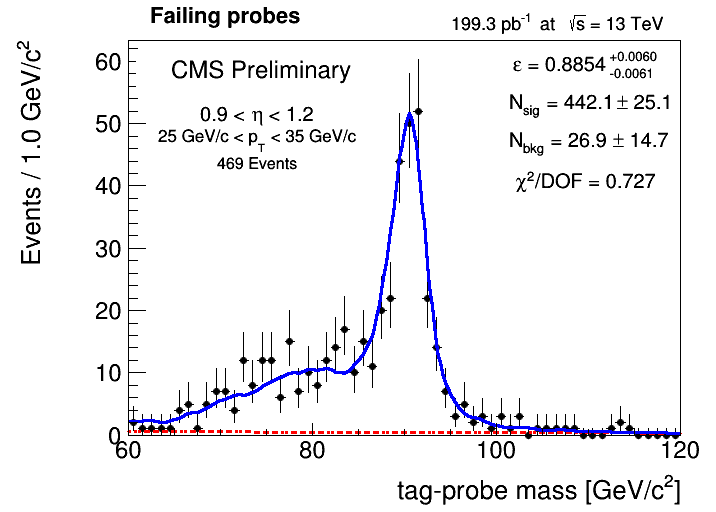 Failing probes
199.3 pb⁻¹ at √s = 13 TeV
CMS Preliminary
0.9 < η < 1.2
25 GeV/c < p_T < 35 GeV/c
469 Events
ε = 0.8854 +0.0060 -0.0061
N_sig = 442.1 ± 25.1
N_bkg = 26.9 ± 14.7
χ²/DOF = 0.727
Events / 1.0 GeV/c²
60
50
40
30
20
10
0
60 80 100 120
tag-probe mass [GeV/c²]